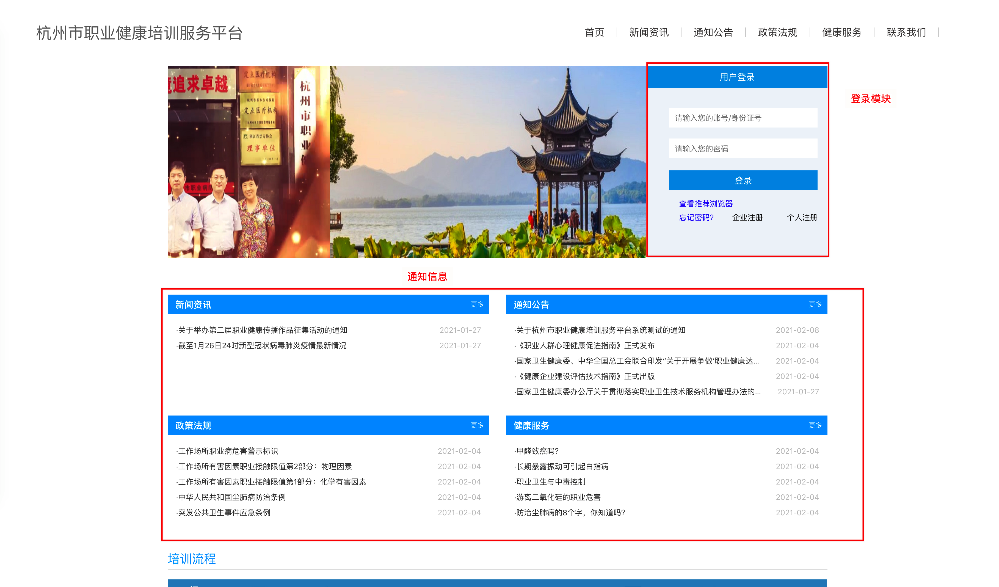 杭州市职业健康培训服务平台
首页
新闻资讯
通知公告
政策法规
健康服务
联系我们
追求卓越
定点医疗机构
杭州市基本医疗保险
定点医疗机构
浙江省禁毒协会
理事单位
杭州市职业
市职业病
用户登录
请输入您的账号/身份证号
请输入您的密码
登录
查看推荐浏览器
忘记密码?
企业注册
个人注册
登录模块
通知信息
新闻资讯
更多
·关于举办第二届职业健康传播作品征集活动的通知 2021-01-27
·截至1月26日24时新型冠状病毒肺炎疫情最新情况 2021-01-27
通知公告
更多
·关于杭州市职业健康培训服务平台系统测试的通知 2021-02-08
·《职业人群心理健康促进指南》正式发布 2021-02-04
·国家卫生健康委、中华全国总工会联合印发“关于开展争做‘职业健康达... 2021-02-04
·《健康企业建设评估技术指南》正式出版 2021-02-04
·国家卫生健康委办公厅关于贯彻落实职业卫生技术服务机构管理办法的... 2021-01-27
政策法规
更多
·工作场所职业病危害警示标识 2021-02-04
·工作场所有害因素职业接触限值第2部分：物理因素 2021-02-04
·工作场所有害因素职业接触限值第1部分：化学有害因素 2021-02-04
·中华人民共和国尘肺病防治条例 2021-02-04
·突发公共卫生事件应急条例 2021-02-04
健康服务
更多
·甲醛致癌吗? 2021-02-04
·长期暴露振动可引起白指病 2021-02-04
·职业卫生与中毒控制 2021-02-04
·游离二氧化硅的职业危害 2021-02-04
·防治尘肺病的8个字，你知道吗? 2021-02-04
培训流程